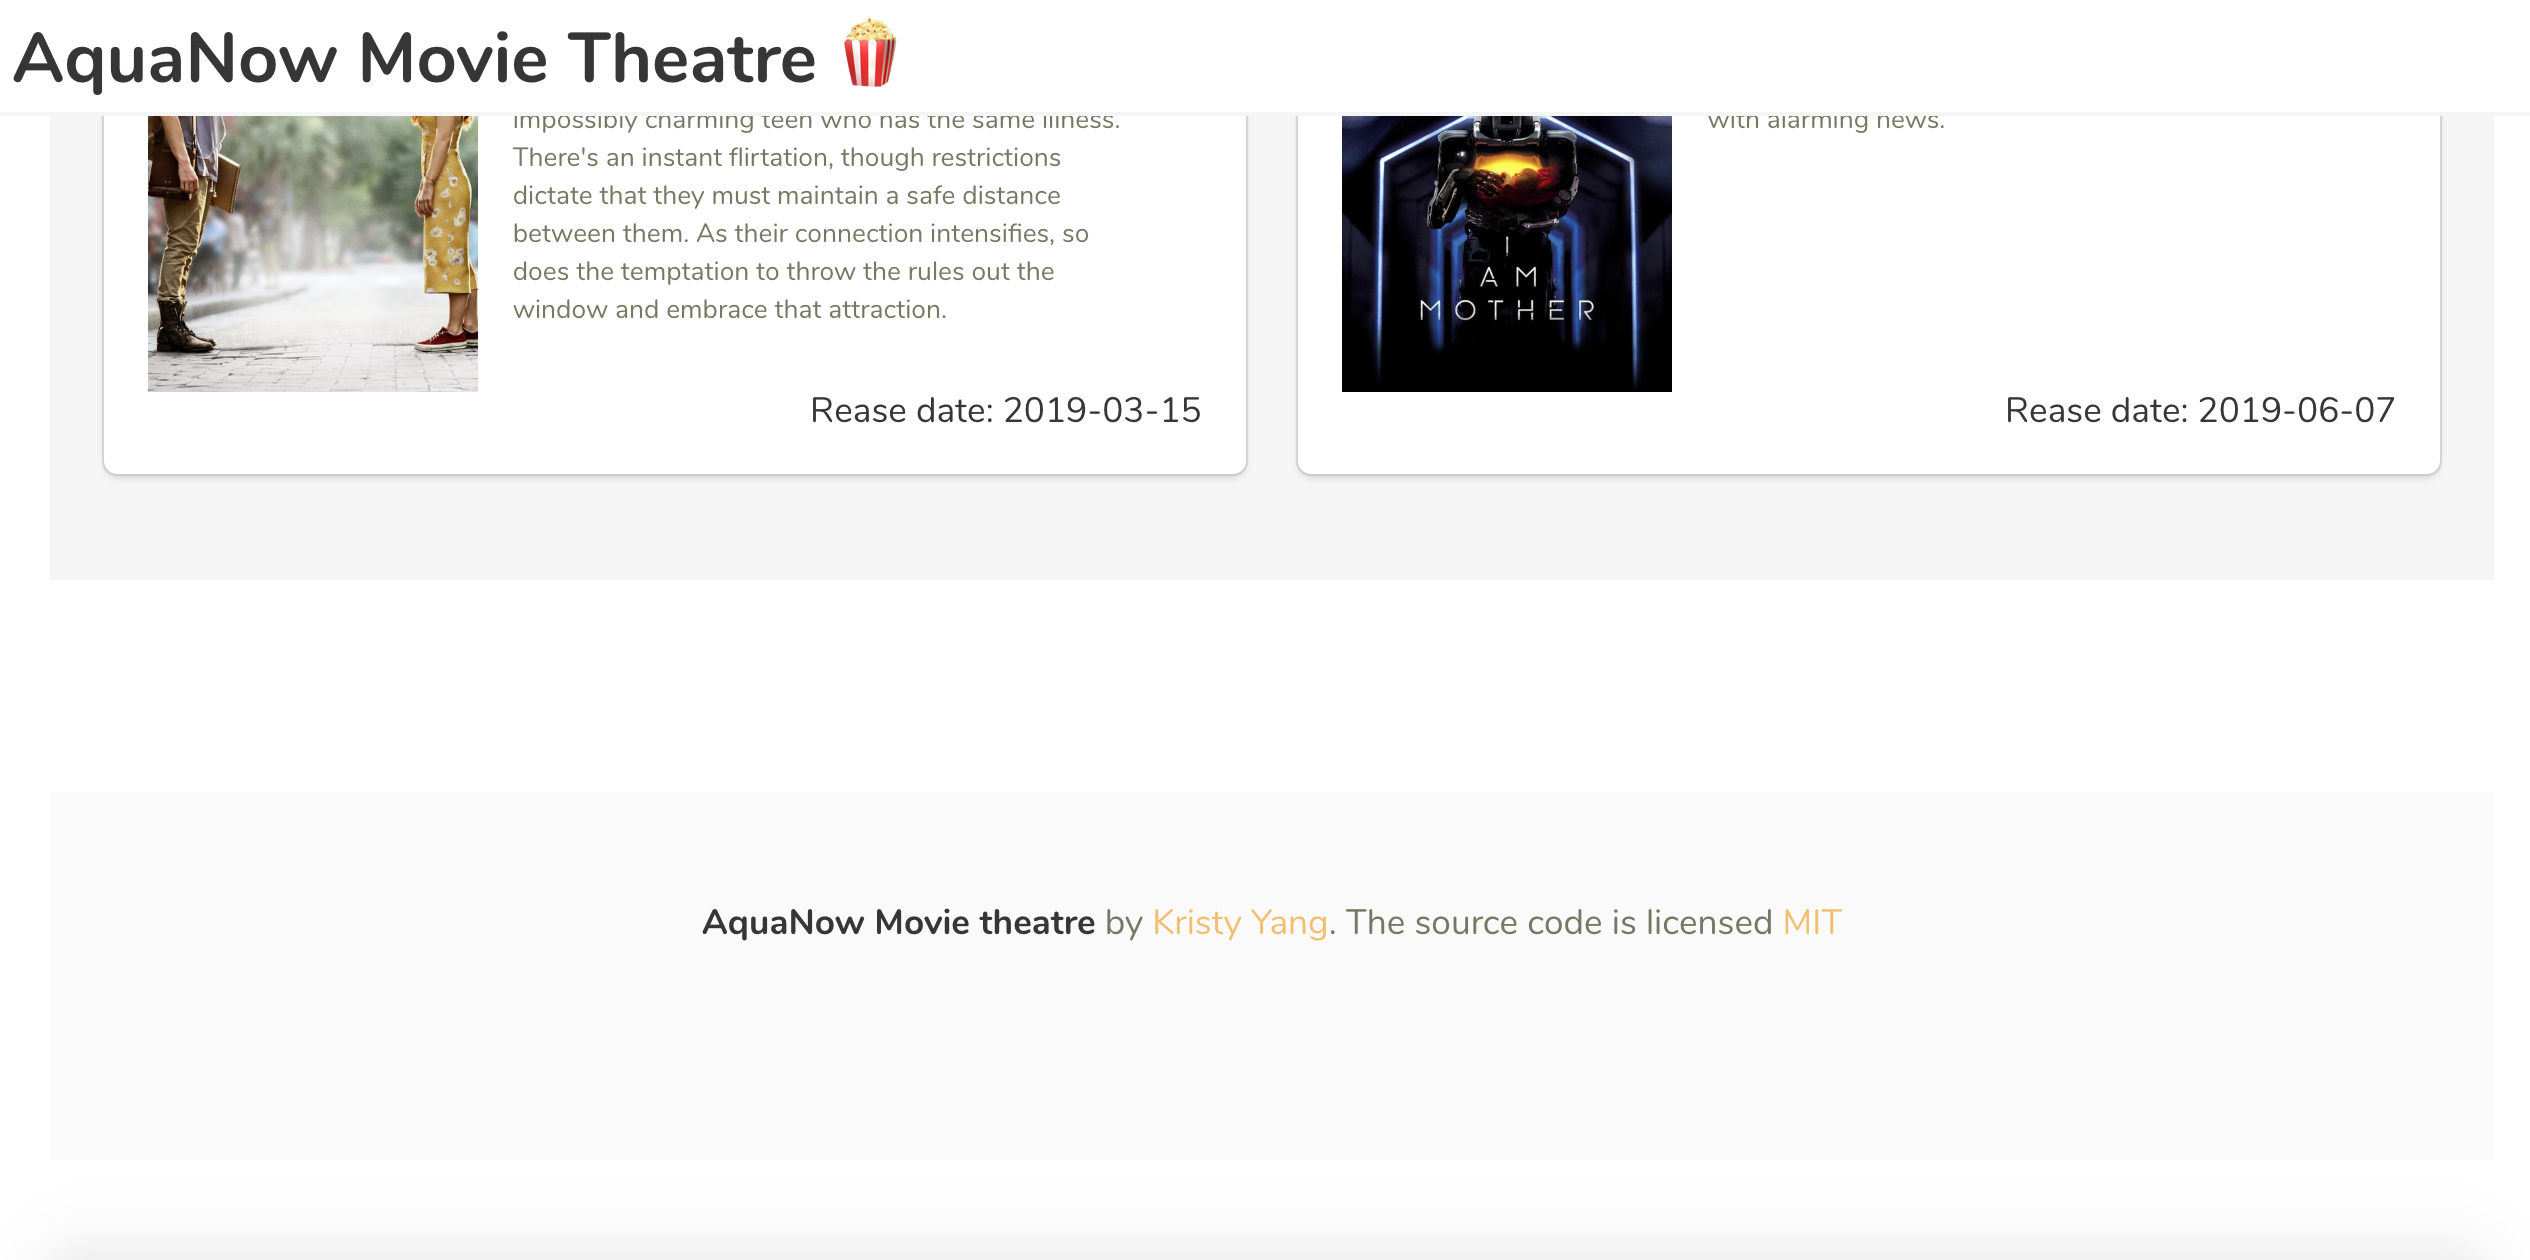 AquaNow Movie Theatre 🍿
impossibly charming teen who has the same illness.
There's an instant flirtation, though restrictions
dictate that they must maintain a safe distance
between them. As their connection intensifies, so
does the temptation to throw the rules out the
window and embrace that attraction.
Rease date: 2019-03-15
with alarming news.
I
AM
MOTHER
Rease date: 2019-06-07
AquaNow Movie theatre by Kristy Yang. The source code is licensed MIT